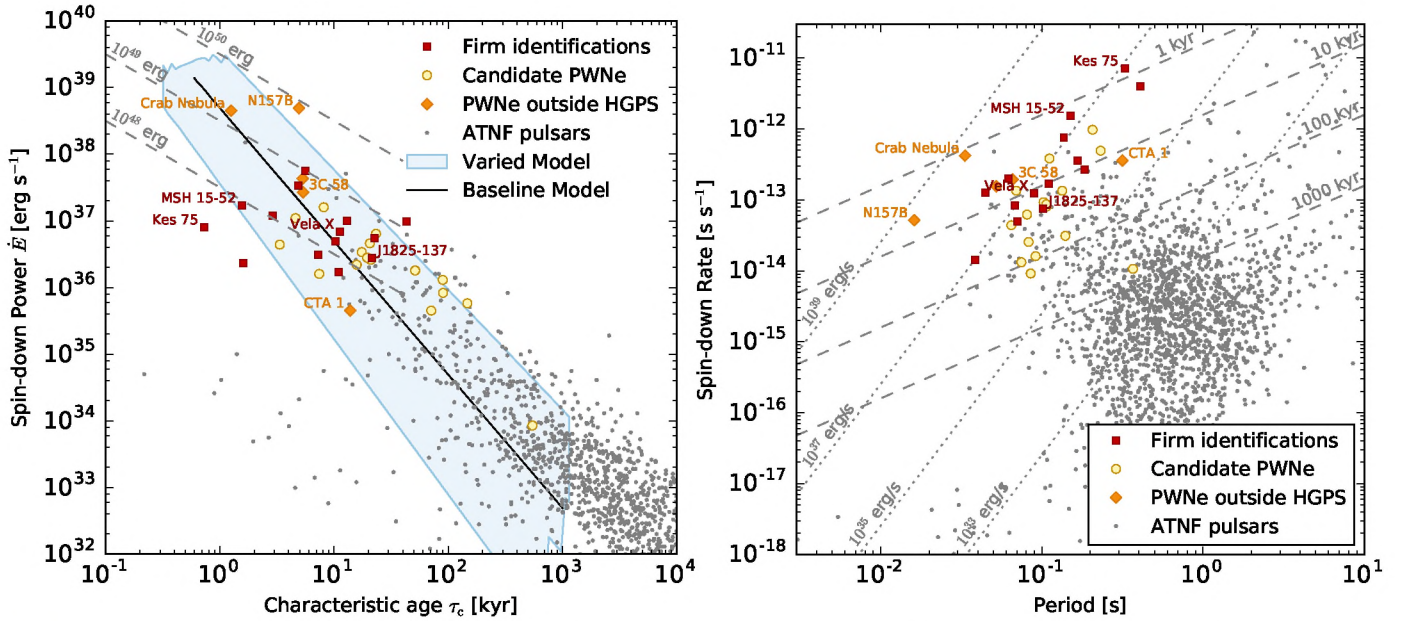 10^40
10^39
10^38
10^37
10^36
10^35
10^34
10^33
10^32
Spin-down Power Ė [erg s⁻¹]
10^50 erg
10^49 erg
10^48 erg
Crab Nebula
N157B
3C 58
MSH 15-52
Kes 75
Vela X
J1825-137
CTA 1
Firm identifications
Candidate PWNe
PWNe outside HGPS
ATNF pulsars
Varied Model
Baseline Model
10^-1
10^0
10^1
10^2
10^3
10^4
Characteristic age τc [kyr]
10^-11
10^-12
10^-13
10^-14
10^-15
10^-16
10^-17
10^-18
Spin-down Rate [s s⁻¹]
1 kyr
10 kyr
100 kyr
1000 kyr
Kes 75
MSH 15-52
Crab Nebula
CTA 1
3C 58
Vela X
J1825-137
N157B
10^39 erg/s
10^37 erg/s
10^35 erg/s
10^33 erg/s
Firm identifications
Candidate PWNe
PWNe outside HGPS
ATNF pulsars
10^-2
10^-1
10^0
10^1
Period [s]